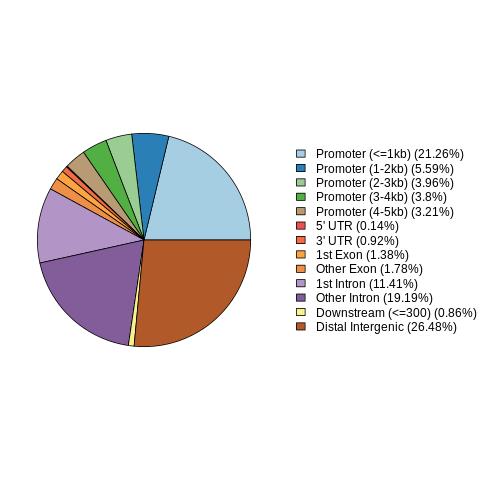 Promoter (<=1kb) (21.26%)
Promoter (1-2kb) (5.59%)
Promoter (2-3kb) (3.96%)
Promoter (3-4kb) (3.8%)
Promoter (4-5kb) (3.21%)
5' UTR (0.14%)
3' UTR (0.92%)
1st Exon (1.38%)
Other Exon (1.78%)
1st Intron (11.41%)
Other Intron (19.19%)
Downstream (<=300) (0.86%)
Distal Intergenic (26.48%)